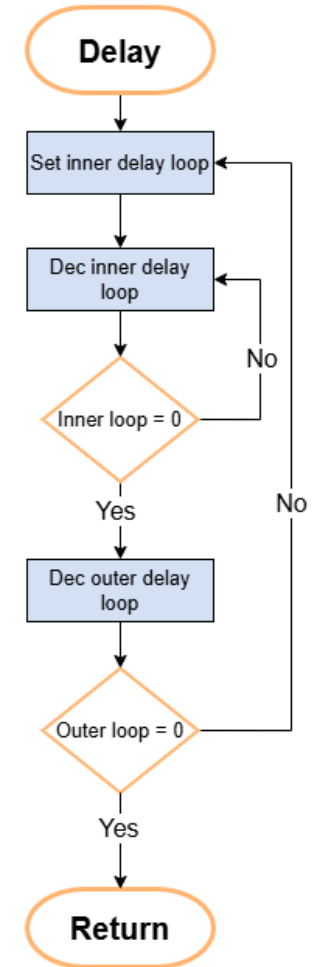 Delay
Set inner delay loop
Dec inner delay
loop
No
Inner loop = 0
Yes
No
Dec outer delay
loop
Outer loop = 0
Yes
Return